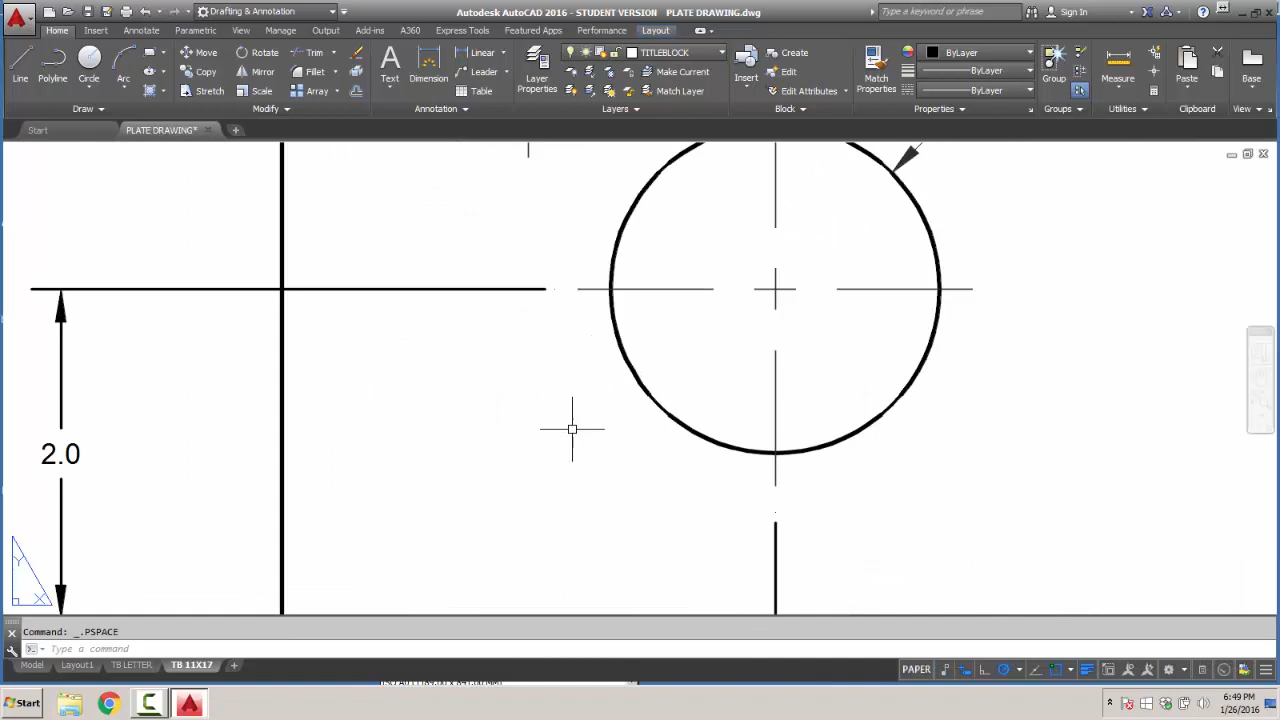 Drafting & Annotation
Autodesk AutoCAD 2016 - STUDENT VERSION PLATE DRAWING.dwg
Type a keyword or phrase
Sign In
Home Insert Annotate Parametric View Manage Output Add-ins A360 Express Tools Featured Apps Performance Layout
Line Polyline Circle Arc
Move Rotate Trim
Copy Mirror Fillet
Stretch Scale Array
Text Dimension
Linear
Leader
Table
Layer Properties
TITLEBLOCK
Make Current
Match Layer
Insert
Create
Edit
Edit Attributes
Match Properties
ByLayer
ByLayer
ByLayer
Group
Measure
Paste
Base
Draw Modify Annotation Layers Block Properties Groups Utilities Clipboard View
Start PLATE DRAWING*
2.0
Y
X
Command: _.PSPACE
Type a command
Model Layout1 TB LETTER TB 11X17
PAPER
Start
6:49 PM
1/26/2016